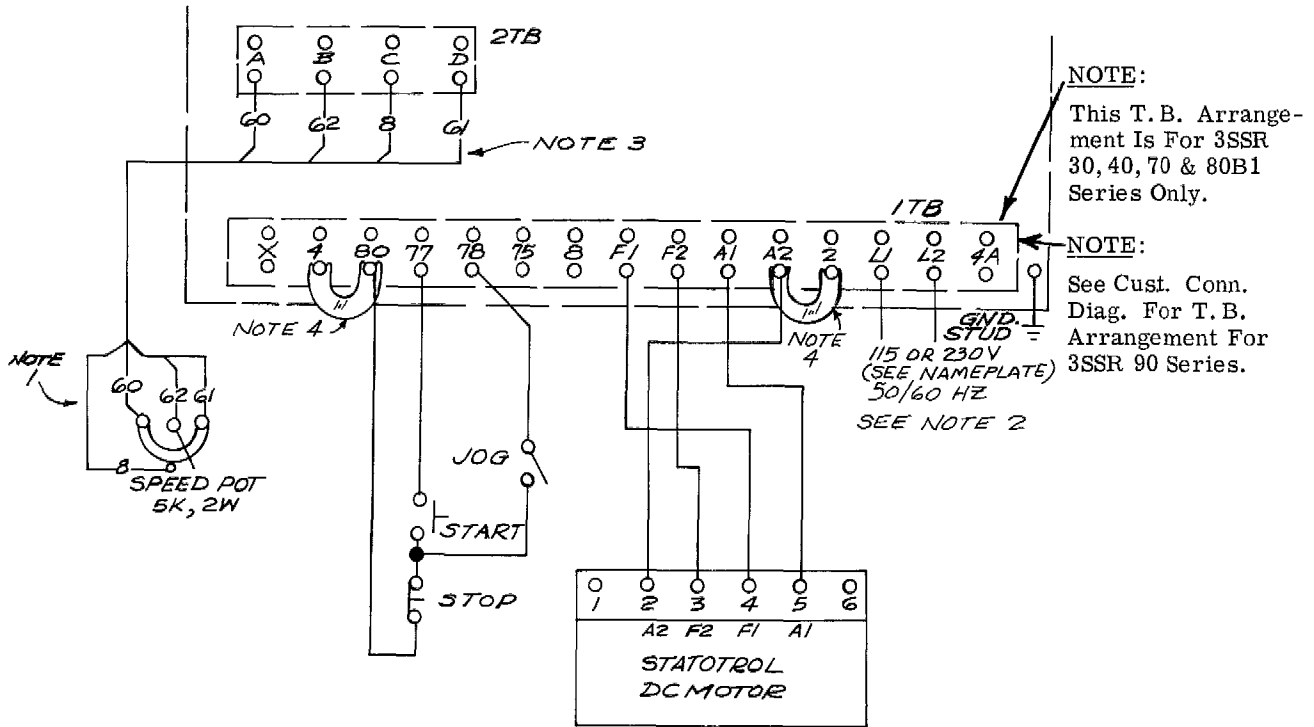 2TB
A B C D
60 62 8 61
NOTE 3
NOTE:
This T. B. Arrange-
ment Is For 3SSR
30, 40, 70 & 80B1
Series Only.
1TB
X 4 80 77 78 75 8 F1 F2 A1 A2 2 L1 L2 4A
NOTE:
See Cust. Conn.
Diag. For T. B.
Arrangement For
3SSR 90 Series.
NOTE 4
NOTE
4
GND.
STUD
115 OR 230V
(SEE NAMEPLATE)
50/60 HZ
SEE NOTE 2
NOTE
1
60 62 61
8
SPEED POT
5K, 2W
JOG
START
STOP
1 2 3 4 5 6
A2 F2 F1 A1
STATOTROL
DC MOTOR